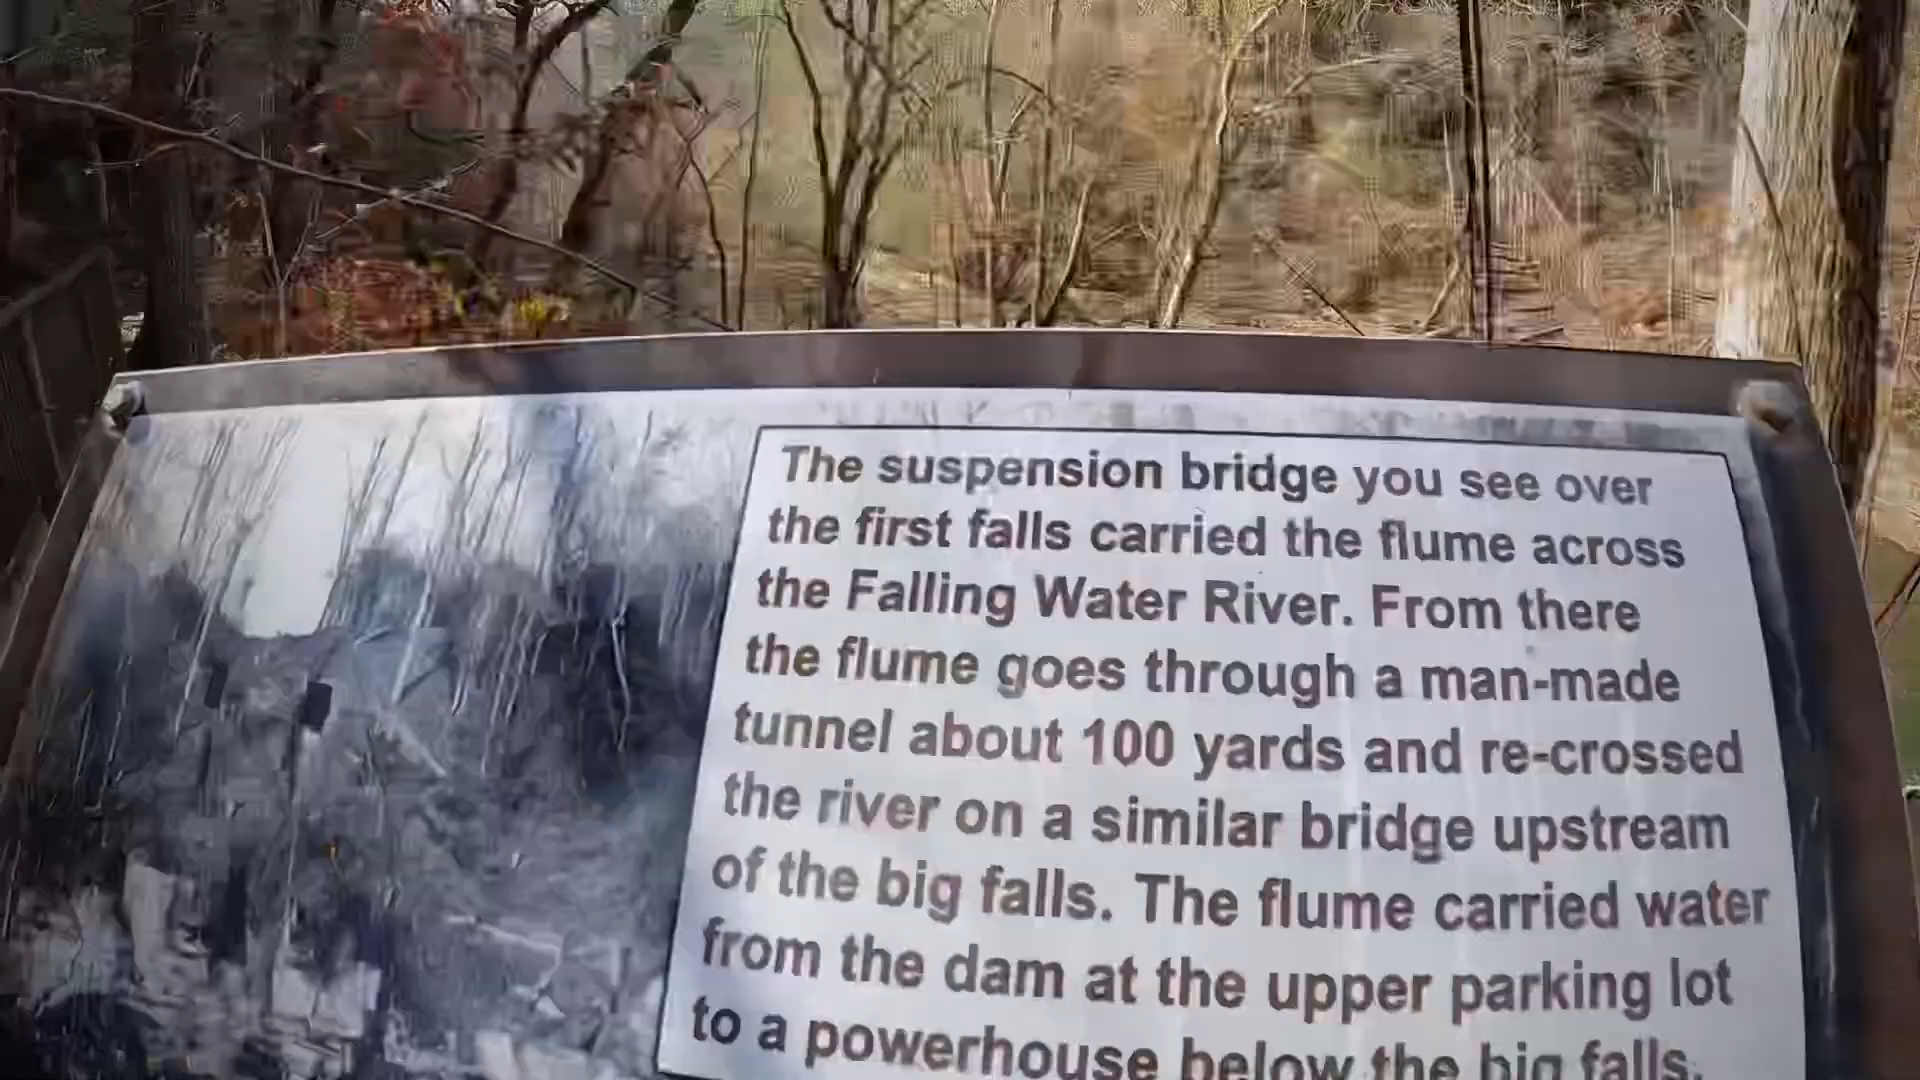 The suspension bridge you see over
the first falls carried the flume across
the Falling Water River. From there
the flume goes through a man-made
tunnel about 100 yards and re-crossed
the river on a similar bridge upstream
of the big falls. The flume carried water
from the dam at the upper parking lot
to a powerhouse below the big falls.